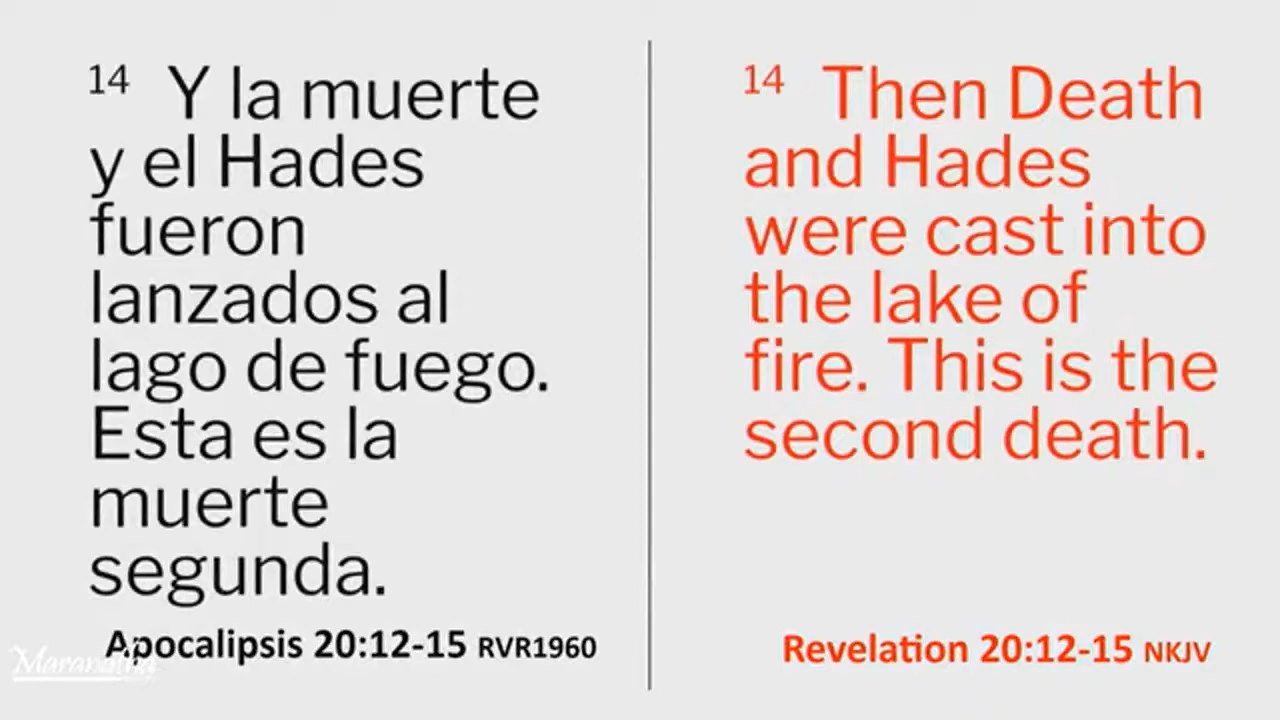 14 Y la muerte
y el Hades
fueron
lanzados al
lago de fuego.
Esta es la
muerte
segunda.
Apocalipsis 20:12-15 RVR1960
14 Then Death
and Hades
were cast into
the lake of
fire. This is the
second death.
Revelation 20:12-15 NKJV